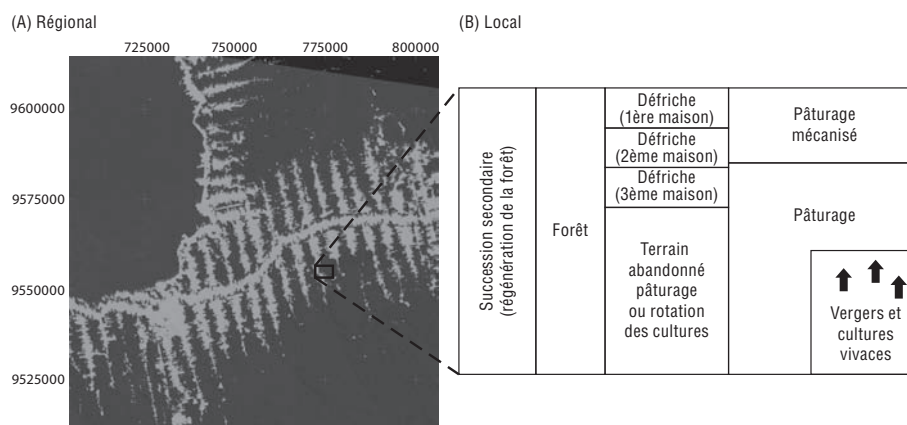 (A) Régional
725000 750000 775000 800000
9600000
9575000
9550000
9525000
(B) Local
Succession secondaire
(régénération de la forêt)
Forêt
Défriche
(1ère maison)
Défriche
(2ème maison)
Défriche
(3ème maison)
Terrain
abandonné
pâturage
ou rotation
des cultures
Pâturage
mécanisé
Pâturage
Vergers et
cultures
vivaces